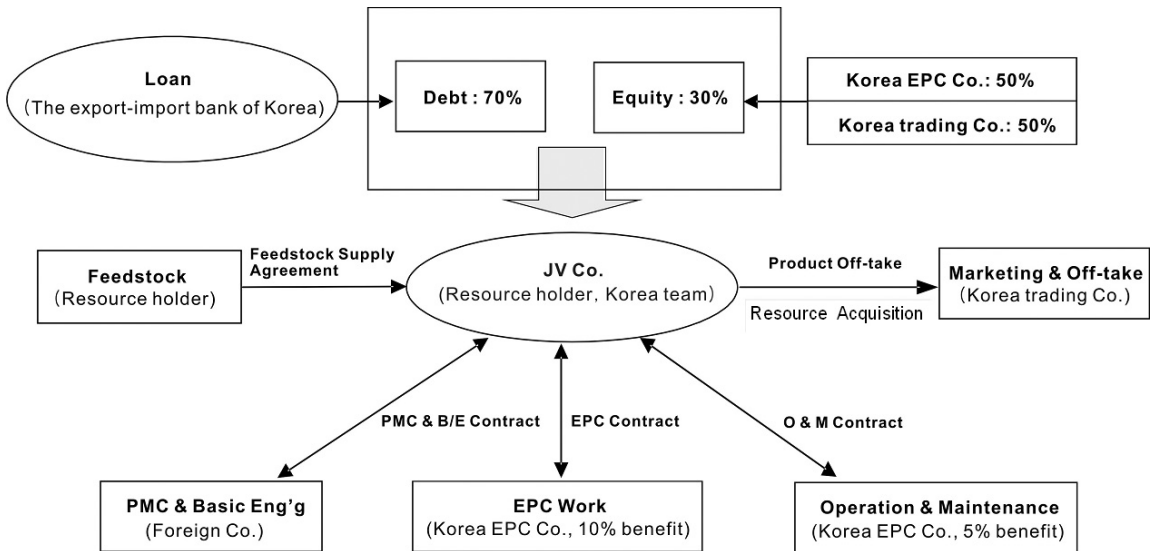 Loan
(The export-import bank of Korea)
Debt : 70%
Equity : 30%
Korea EPC Co.: 50%
Korea trading Co.: 50%
Feedstock
(Resource holder)
Feedstock Supply
Agreement
JV Co.
(Resource holder, Korea team)
Product Off-take
Resource Acquisition
Marketing & Off-take
(Korea trading Co.)
PMC & B/E Contract
EPC Contract
O & M Contract
PMC & Basic Eng'g
(Foreign Co.)
EPC Work
(Korea EPC Co., 10% benefit)
Operation & Maintenance
(Korea EPC Co., 5% benefit)